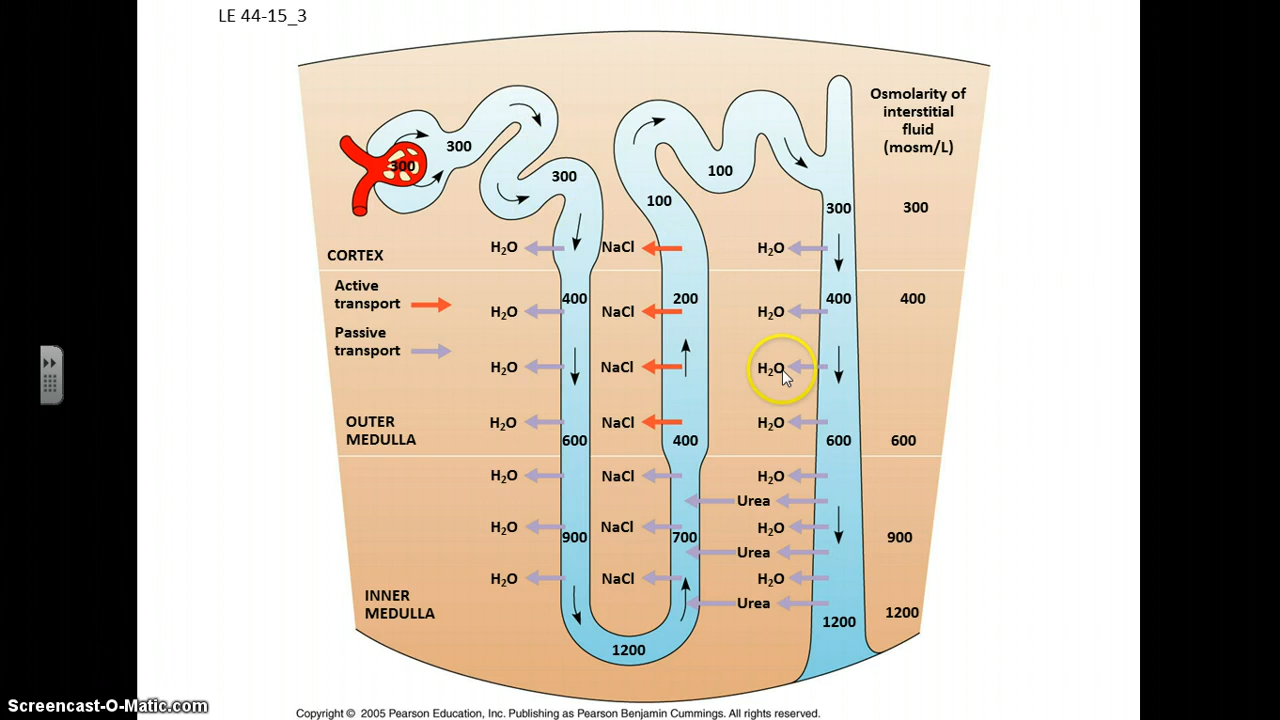 LE 44-15_3
Osmolarity of
interstitial
fluid
(mosm/L)
300
300
300
100
100
300
300
H₂O
NaCl
H₂O
CORTEX
Active
transport
Passive
transport
400
200
400
400
H₂O
NaCl
H₂O
H₂O
NaCl
H₂O
OUTER
MEDULLA
H₂O
NaCl
H₂O
600
400
600
600
H₂O
NaCl
H₂O
Urea
H₂O
NaCl
H₂O
900
700
900
Urea
H₂O
NaCl
H₂O
Urea
INNER
MEDULLA
1200
1200
1200
Screencast-O-Matic.com
Copyright © 2005 Pearson Education, Inc. Publishing as Pearson Benjamin Cummings. All rights reserved.